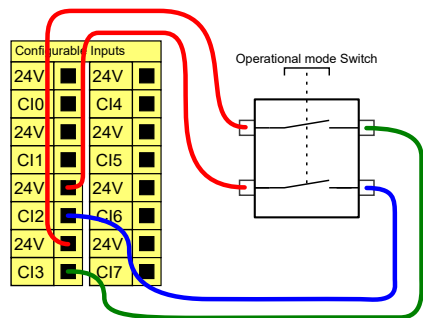 Configurable Inputs
Operational mode Switch
24V 24V
CI0 CI4
24V 24V
CI1 CI5
24V 24V
CI2 CI6
24V 24V
CI3 CI7